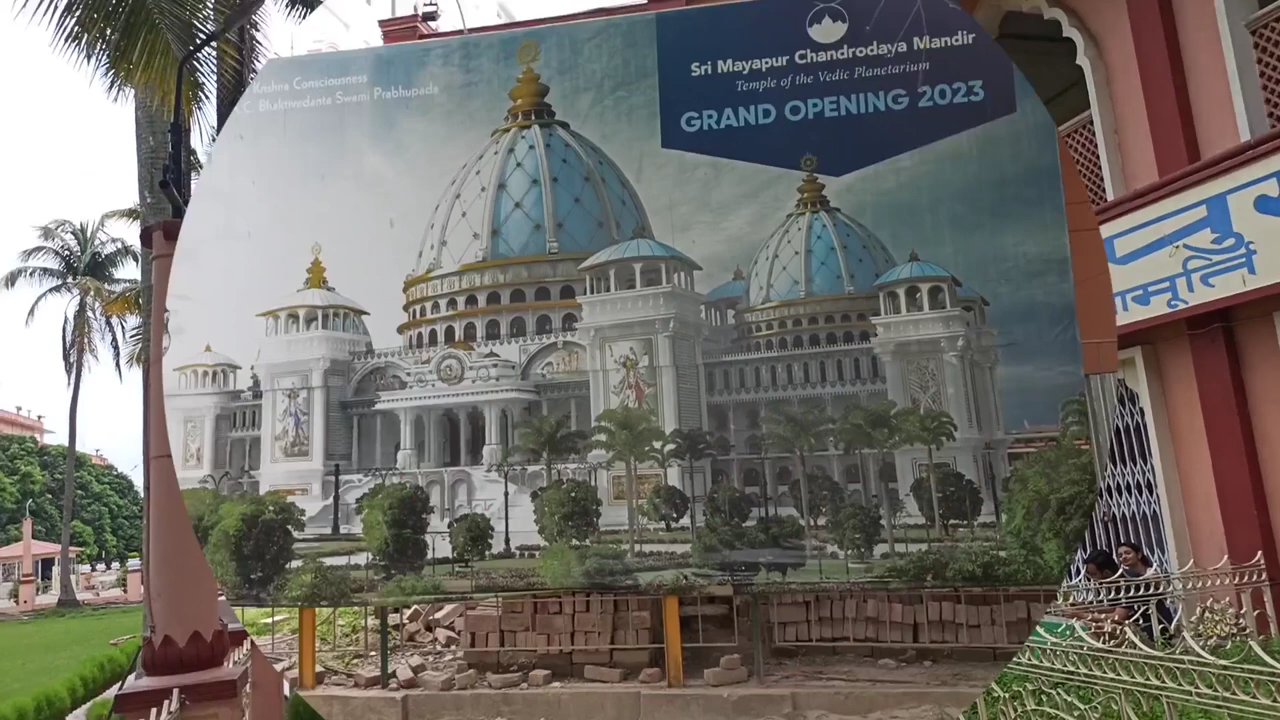 Krishna Consciousness
C. Bhaktivedanta Swami Prabhupada
Sri Mayapur Chandrodaya Mandir
Temple of the Vedic Planetarium
GRAND OPENING 2023